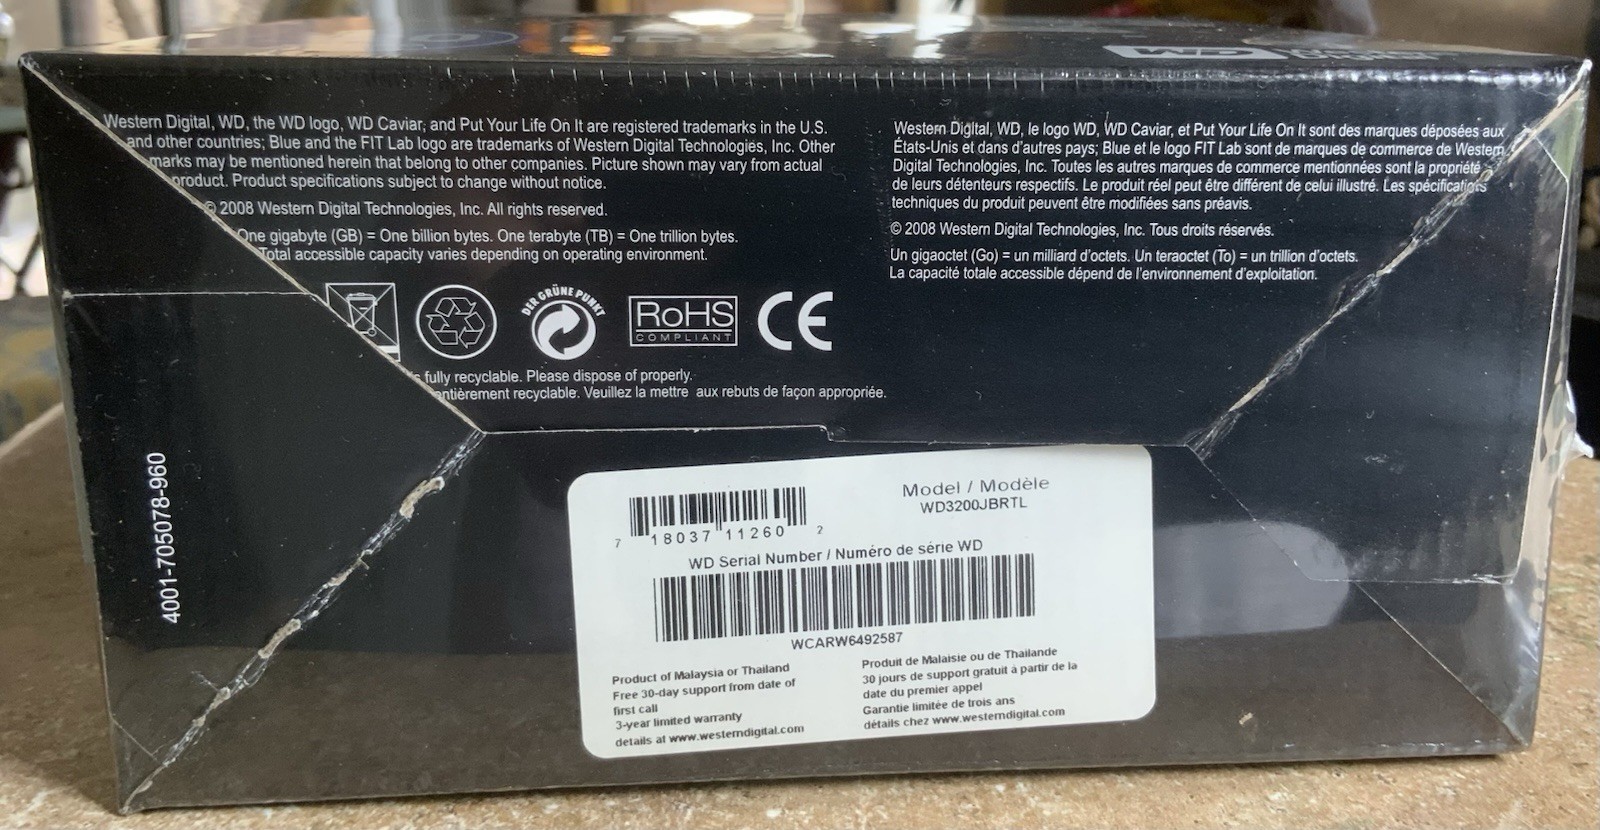 WD
Western Digital, WD, the WD logo, WD Caviar, and Put Your Life On It are registered trademarks in the U.S.
and other countries; Blue and the FIT Lab logo are trademarks of Western Digital Technologies, Inc. Other
marks may be mentioned herein that belong to other companies. Picture shown may vary from actual
product. Product specifications subject to change without notice.
© 2008 Western Digital Technologies, Inc. All rights reserved.
One gigabyte (GB) = One billion bytes. One terabyte (TB) = One trillion bytes.
Total accessible capacity varies depending on operating environment.
DER GRÜNE PUNKT
RoHS
COMPLIANT
CE
fully recyclable. Please dispose of properly.
entièrement recyclable. Veuillez la mettre aux rebuts de façon appropriée.
Western Digital, WD, le logo WD, WD Caviar, et Put Your Life On It sont des marques déposées aux
États-Unis et dans d'autres pays; Blue et le logo FIT Lab sont de marques de commerce de Western
Digital Technologies, Inc. Toutes les autres marques de commerce mentionnées sont la propriété
de leurs détenteurs respectifs. Le produit réel peut être différent de celui illustré. Les spécifications
techniques du produit peuvent être modifiées sans préavis.
© 2008 Western Digital Technologies, Inc. Tous droits réservés.
Un gigaoctet (Go) = un milliard d'octets. Un teraoctet (To) = un trillion d'octets.
La capacité totale accessible dépend de l'environnement d'exploitation.
4001-705078-960
7 18037 11260 2
Model / Modèle
WD3200JBRTL
WD Serial Number / Numéro de série WD
WCARW6492587
Product of Malaysia or Thailand
Free 30-day support from date of
first call
3-year limited warranty
details at www.westerndigital.com
Produit de Malaisie ou de Thaïlande
30 jours de support gratuit à partir de la
date du premier appel
Garantie limitée de trois ans
détails chez www.westerndigital.com